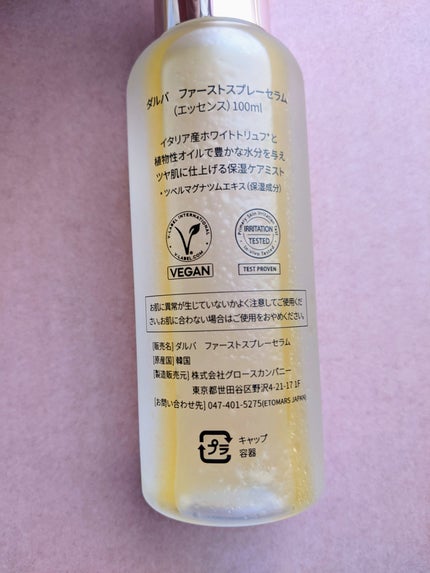 ダルバ　ファーストスプレーセラム
（エッセンス）100ml
イタリア産ホワイトトリュフ*と
植物性オイルで豊かな水分を与え
ツヤ肌に仕上げる保湿ケアミスト
*ツベルマグナツムエキス（保湿成分）
V-LABEL INTERNATIONAL
V-LABEL.COM
VEGAN
Primary Skin Irritation Test
IRRITATION
TESTED
TEST PROVEN
お肌に異常が生じていないかよく注意してご使用くだ
さい。お肌に合わない場合はご使用をおやめください。
[販売名] ダルバ　ファーストスプレーセラム
[原産国] 韓国
[製造販売元] 株式会社グロースカンパニー
東京都世田谷区野沢4-21-17 1F
[お問い合わせ先] 047-401-5275(ETOMARS JAPAN)
プラ
キャップ
容器